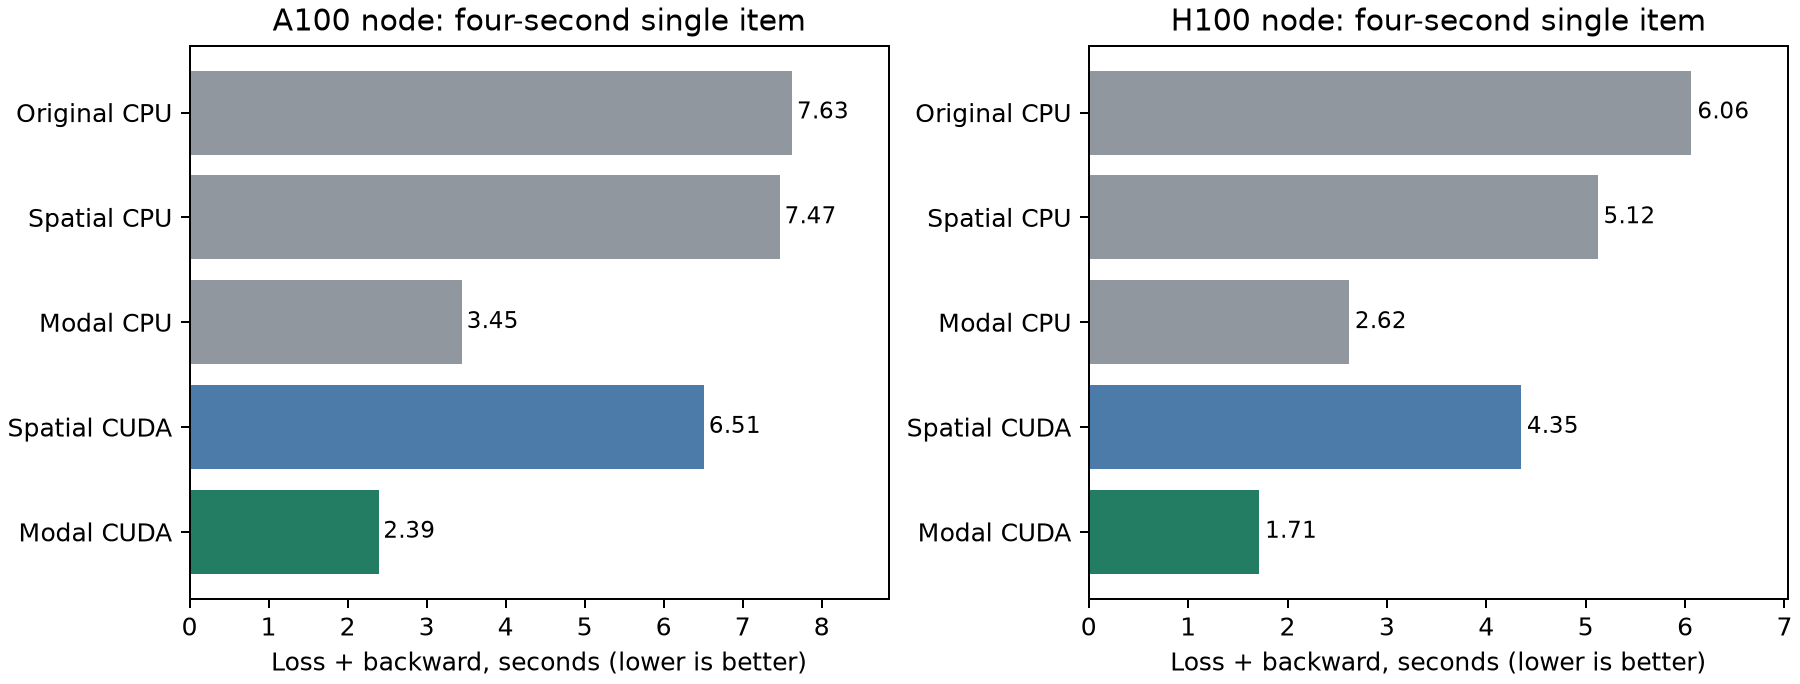 A100 node: four-second single item
Original CPU
7.63
Spatial CPU
7.47
Modal CPU
3.45
Spatial CUDA
6.51
Modal CUDA
2.39
0 1 2 3 4 5 6 7 8
Loss + backward, seconds (lower is better)
H100 node: four-second single item
Original CPU
6.06
Spatial CPU
5.12
Modal CPU
2.62
Spatial CUDA
4.35
Modal CUDA
1.71
0 1 2 3 4 5 6 7
Loss + backward, seconds (lower is better)